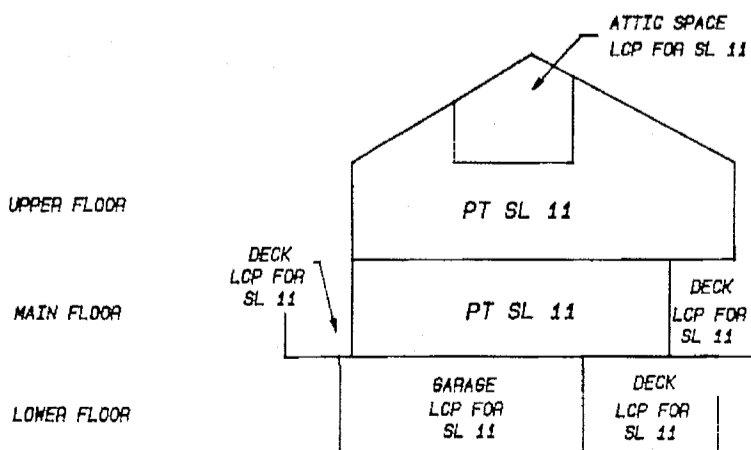 ATTIC SPACE
LCP FOR SL 11
UPPER FLOOR
PT SL 11
DECK
LCP FOR
SL 11
MAIN FLOOR
PT SL 11
DECK
LCP FOR
SL 11
LOWER FLOOR
GARAGE
LCP FOR
SL 11
DECK
LCP FOR
SL 11